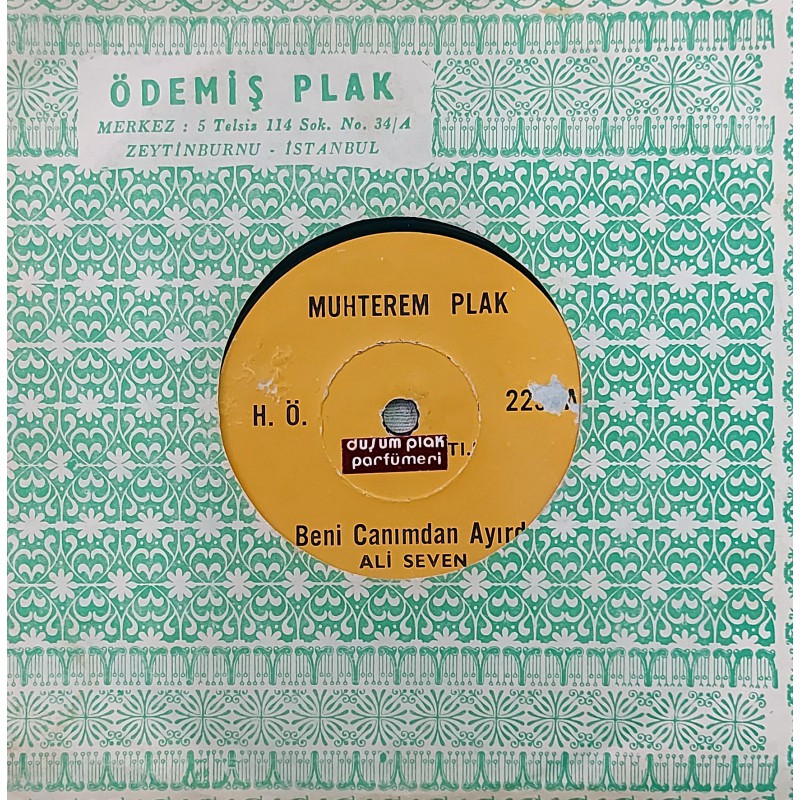 ÖDEMİŞ PLAK
MERKEZ : 5 Telsiz 114 Sok. No. 34/A
ZEYTİNBURNU - İSTANBUL
MUHTEREM PLAK
H. Ö.
duşum plak
parfümeri
Beni Canımdan Ayırd
ALİ SEVEN